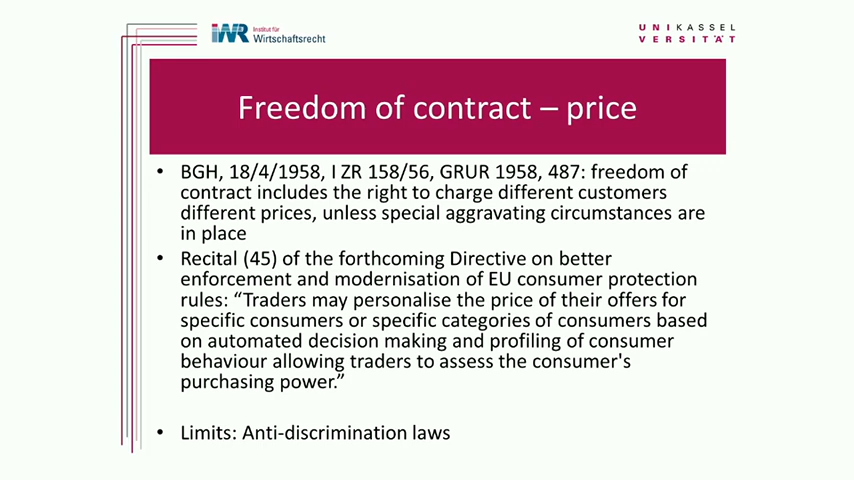 IWR Institut für
Wirtschaftsrecht
UNIKASSEL
VERSITÄT
Freedom of contract – price
• BGH, 18/4/1958, I ZR 158/56, GRUR 1958, 487: freedom of
contract includes the right to charge different customers
different prices, unless special aggravating circumstances are
in place
• Recital (45) of the forthcoming Directive on better
enforcement and modernisation of EU consumer protection
rules: “Traders may personalise the price of their offers for
specific consumers or specific categories of consumers based
on automated decision making and profiling of consumer
behaviour allowing traders to assess the consumer's
purchasing power.”
• Limits: Anti-discrimination laws